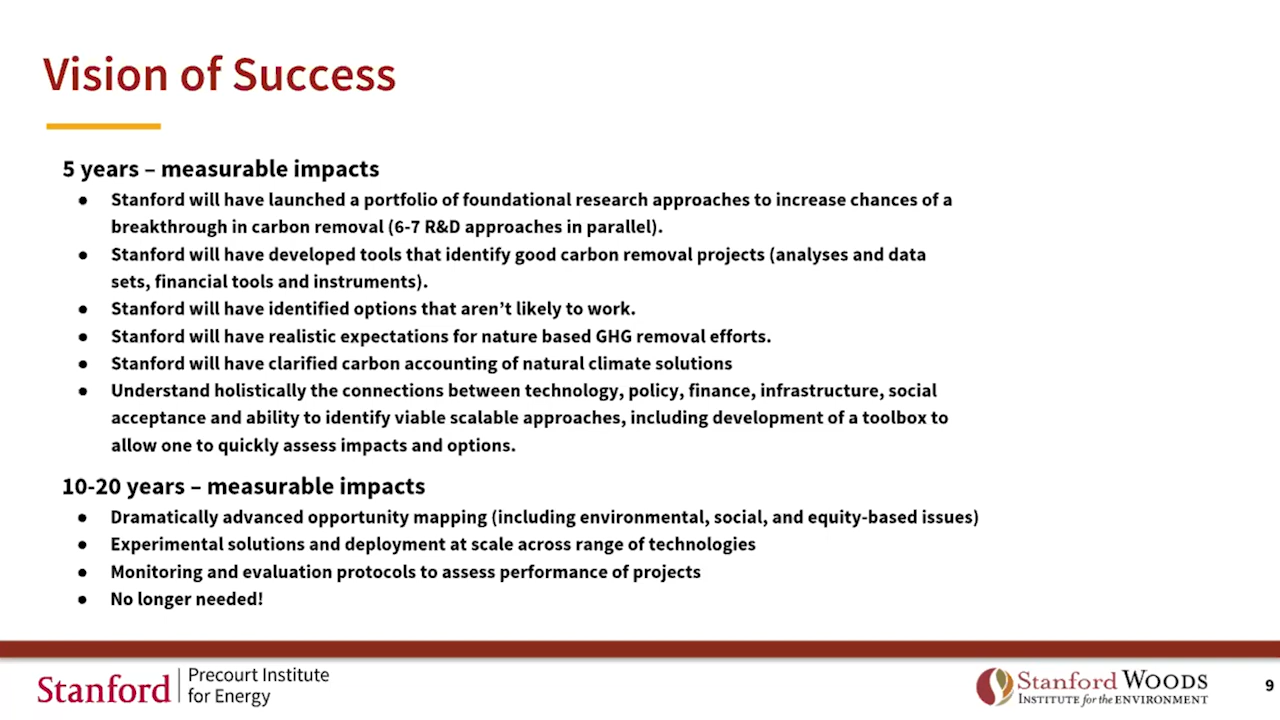 Vision of Success
5 years – measurable impacts
● Stanford will have launched a portfolio of foundational research approaches to increase chances of a
breakthrough in carbon removal (6-7 R&D approaches in parallel).
● Stanford will have developed tools that identify good carbon removal projects (analyses and data
sets, financial tools and instruments).
● Stanford will have identified options that aren’t likely to work.
● Stanford will have realistic expectations for nature based GHG removal efforts.
● Stanford will have clarified carbon accounting of natural climate solutions
● Understand holistically the connections between technology, policy, finance, infrastructure, social
acceptance and ability to identify viable scalable approaches, including development of a toolbox to
allow one to quickly assess impacts and options.
10-20 years – measurable impacts
● Dramatically advanced opportunity mapping (including environmental, social, and equity-based issues)
● Experimental solutions and deployment at scale across range of technologies
● Monitoring and evaluation protocols to assess performance of projects
● No longer needed!
Stanford
Precourt Institute
for Energy
Stanford WOODS
INSTITUTE for the ENVIRONMENT
9